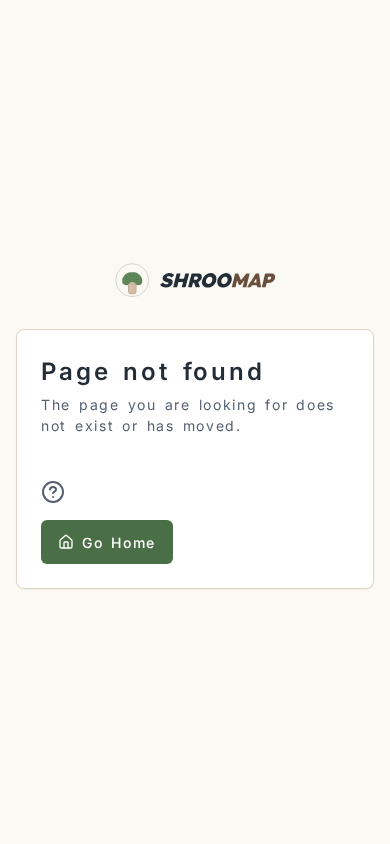 SHROOMAP
Page not found
The page you are looking for does
not exist or has moved.
Go Home